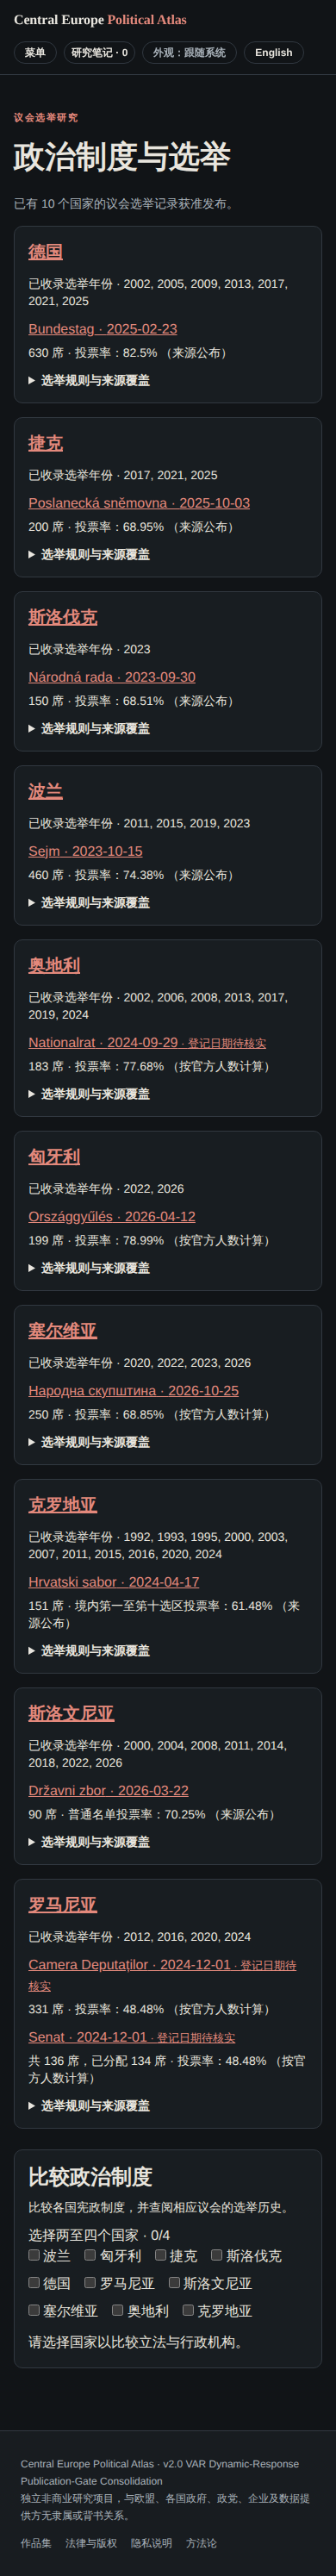 Central Europe Political Atlas
菜单 研究笔记 · 0 外观：跟随系统 English
议会选举研究
政治制度与选举
已有 10 个国家的议会选举记录获准发布。
德国
已收录选举年份 · 2002, 2005, 2009, 2013, 2017,
2021, 2025
Bundestag · 2025-02-23
630 席 · 投票率：82.5% （来源公布）
▶ 选举规则与来源覆盖
捷克
已收录选举年份 · 2017, 2021, 2025
Poslanecká sněmovna · 2025-10-03
200 席 · 投票率：68.95% （来源公布）
▶ 选举规则与来源覆盖
斯洛伐克
已收录选举年份 · 2023
Národná rada · 2023-09-30
150 席 · 投票率：68.51% （来源公布）
▶ 选举规则与来源覆盖
波兰
已收录选举年份 · 2011, 2015, 2019, 2023
Sejm · 2023-10-15
460 席 · 投票率：74.38% （来源公布）
▶ 选举规则与来源覆盖
奥地利
已收录选举年份 · 2002, 2006, 2008, 2013, 2017,
2019, 2024
Nationalrat · 2024-09-29 · 登记日期待核实
183 席 · 投票率：77.68% （按官方人数计算）
▶ 选举规则与来源覆盖
匈牙利
已收录选举年份 · 2022, 2026
Országgyűlés · 2026-04-12
199 席 · 投票率：78.99% （按官方人数计算）
▶ 选举规则与来源覆盖
塞尔维亚
已收录选举年份 · 2020, 2022, 2023, 2026
Народна скупштина · 2026-10-25
250 席 · 投票率：68.85% （按官方人数计算）
▶ 选举规则与来源覆盖
克罗地亚
已收录选举年份 · 1992, 1993, 1995, 2000, 2003,
2007, 2011, 2015, 2016, 2020, 2024
Hrvatski sabor · 2024-04-17
151 席 · 境内第一至第十选区投票率：61.48% （来
源公布）
▶ 选举规则与来源覆盖
斯洛文尼亚
已收录选举年份 · 2000, 2004, 2008, 2011, 2014,
2018, 2022, 2026
Državni zbor · 2026-03-22
90 席 · 普通名单投票率：70.25% （来源公布）
▶ 选举规则与来源覆盖
罗马尼亚
已收录选举年份 · 2012, 2016, 2020, 2024
Camera Deputaților · 2024-12-01 · 登记日期待
核实
331 席 · 投票率：48.48% （按官方人数计算）
Senat · 2024-12-01 · 登记日期待核实
共 136 席，已分配 134 席 · 投票率：48.48% （按官
方人数计算）
▶ 选举规则与来源覆盖
比较政治制度
比较各国宪政制度，并查阅相应议会的选举历史。
选择两至四个国家 · 0/4
波兰 匈牙利 捷克 斯洛伐克
德国 罗马尼亚 斯洛文尼亚
塞尔维亚 奥地利 克罗地亚
请选择国家以比较立法与行政机构。
Central Europe Political Atlas · v2.0 VAR Dynamic-Response
Publication-Gate Consolidation
独立非商业研究项目，与欧盟、各国政府、政党、企业及数据提
供方无隶属或背书关系。
作品集 法律与版权 隐私说明 方法论